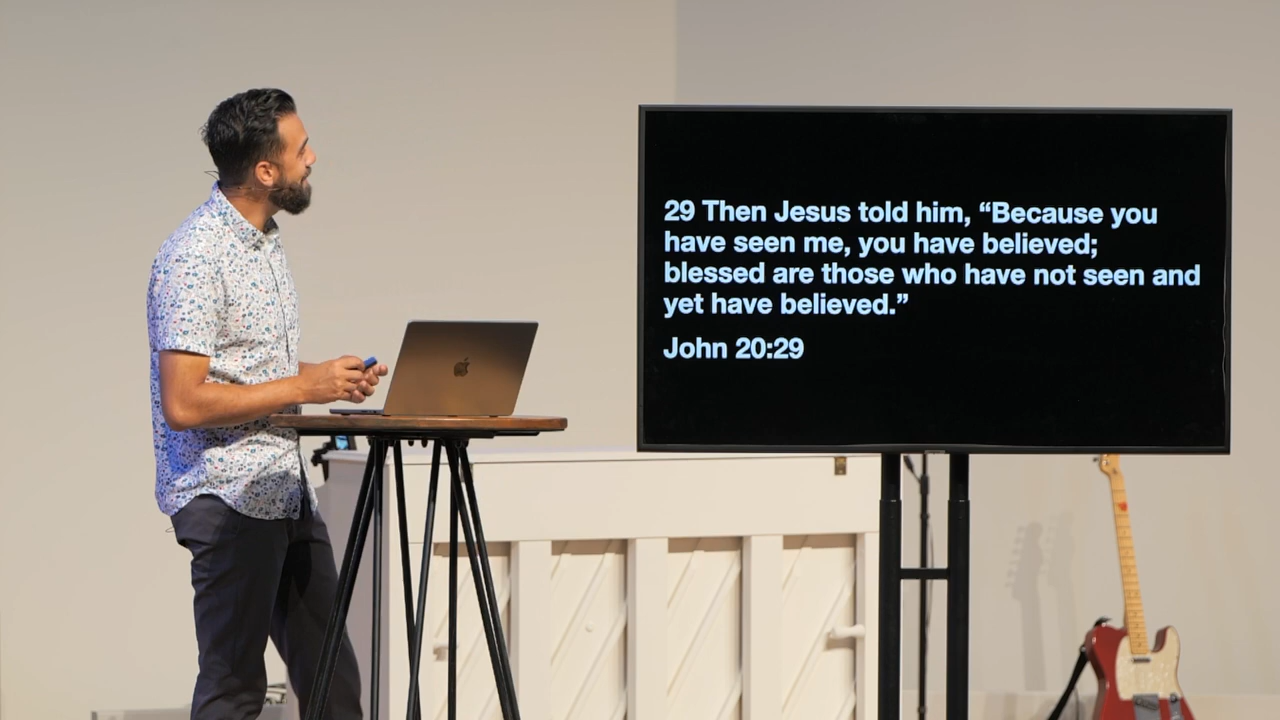 29 Then Jesus told him, “Because you
have seen me, you have believed;
blessed are those who have not seen and
yet have believed.”
John 20:29